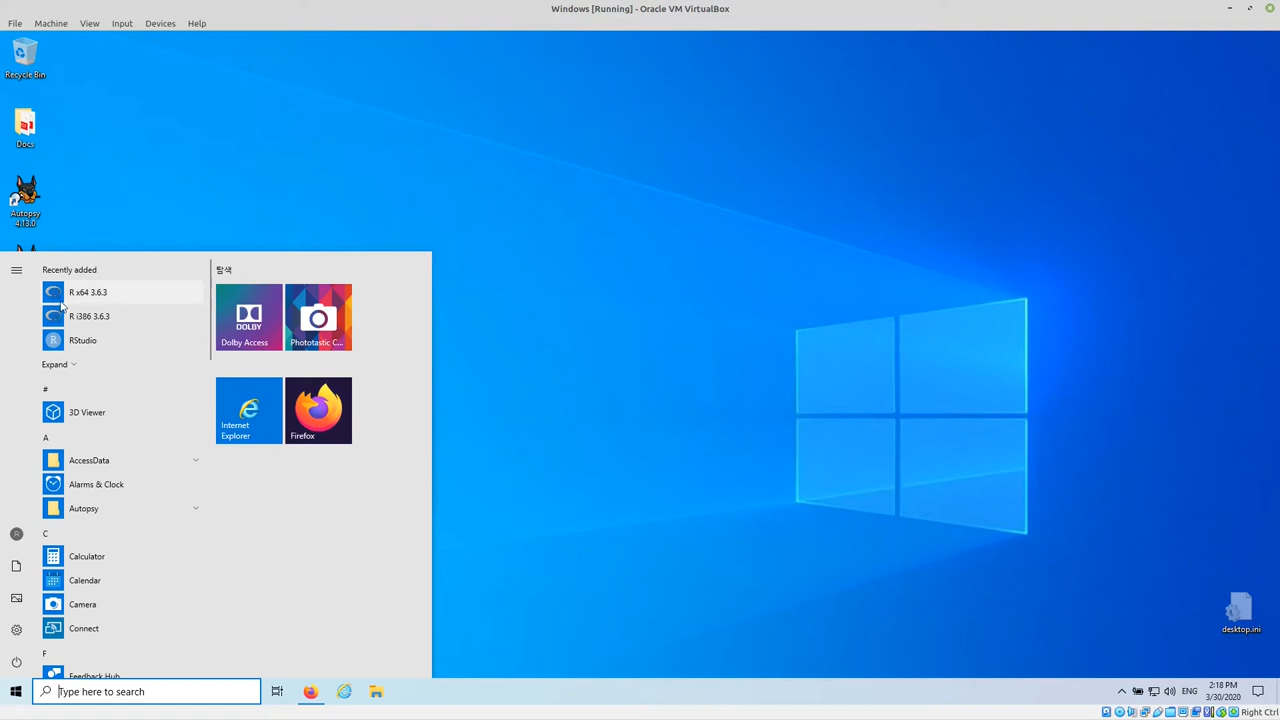 Windows [Running] - Oracle VM VirtualBox
File Machine View Input Devices Help
Recycle Bin
Docs
Autopsy
4.13.0
Recently added
R x64 3.6.3
R i386 3.6.3
R
RStudio
Expand
#
3D Viewer
A
AccessData
Alarms & Clock
Autopsy
C
Calculator
Calendar
Camera
Connect
F
Feedback Hub
탐색
DOLBY
Dolby Access
Phototastic C...
Internet
Explorer
Firefox
desktop.ini
Type here to search
ENG
2:18 PM
3/30/2020
Right Ctrl